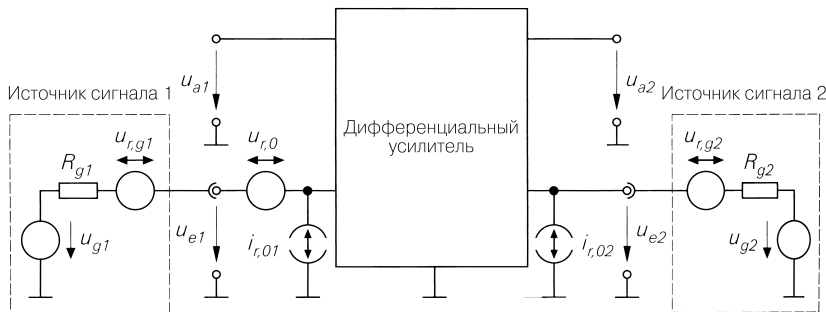 u_a1
u_a2
Источник сигнала 1
Источник сигнала 2
Дифференциальный
усилитель
u_r,g1
u_r,0
u_r,g2
R_g1
R_g2
u_g1
u_e1
i_r,01
i_r,02
u_e2
u_g2